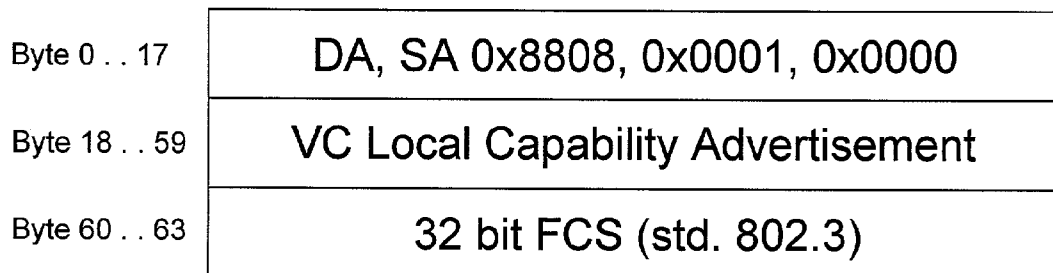 Byte 0 . . 17 DA, SA 0x8808, 0x0001, 0x0000
Byte 18 . . 59 VC Local Capability Advertisement
Byte 60 . . 63 32 bit FCS (std. 802.3)